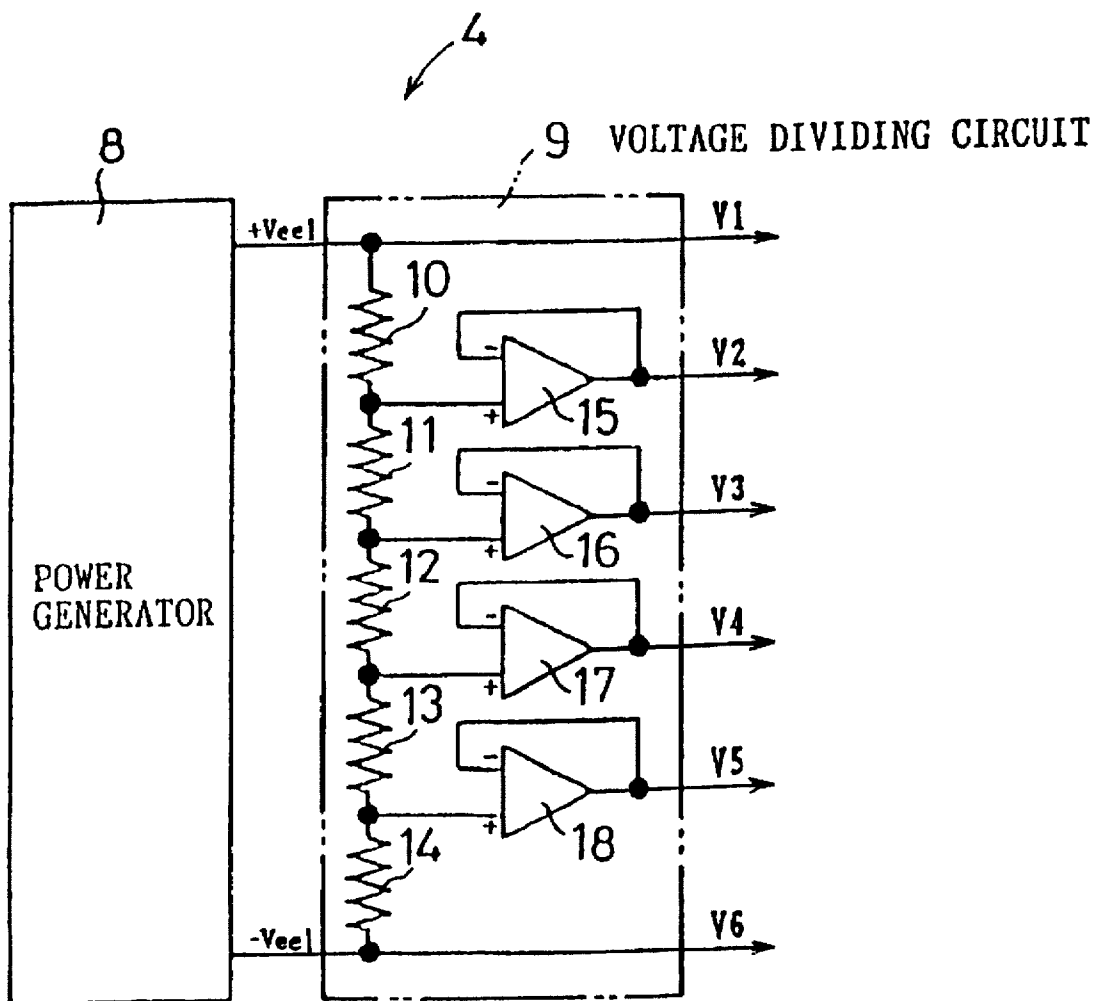 4
8
9 VOLTAGE DIVIDING CIRCUIT
+Vee1
V1
10
-
V2
+
15
11
-
V3
+
16
12
POWER
GENERATOR
-
V4
+
17
13
-
V5
+
18
14
-Vee1
V6